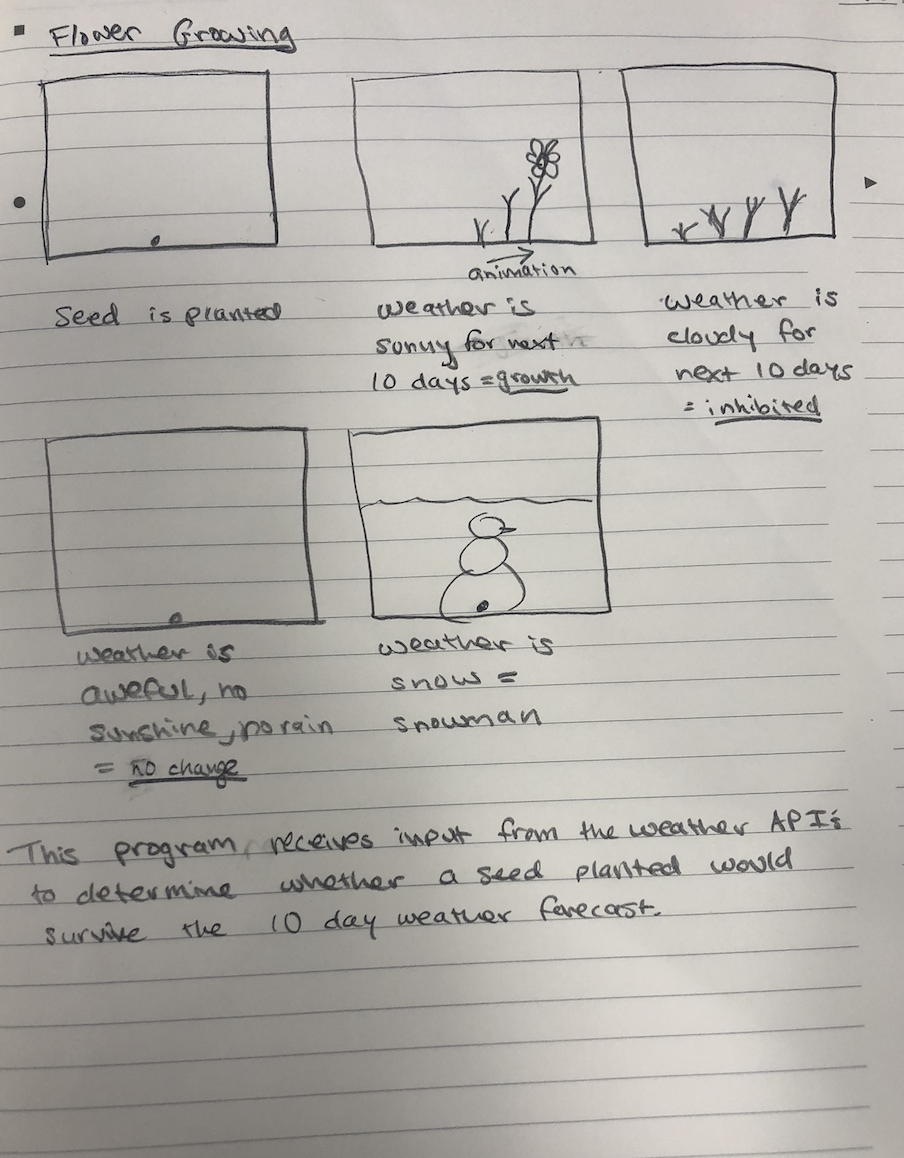 Flower Growing
Seed is planted
animation
weather is
sunny for next
10 days = growth
weather is
cloudy for
next 10 days
= inhibited
weather is
aweful, no
sunshine, no rain
= no change
weather is
snow =
snowman
This program receives input from the weather API's
to determine whether a seed planted would
survive the 10 day weather forecast.